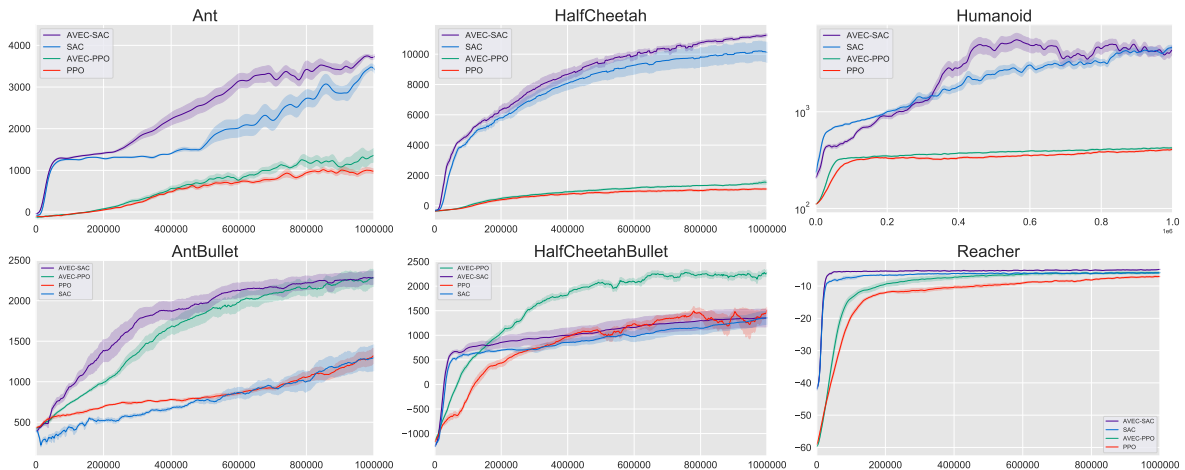 Ant
AVEC-SAC
SAC
AVEC-PPO
PPO
4000
3000
2000
1000
0
0 200000 400000 600000 800000 1000000
HalfCheetah
AVEC-SAC
SAC
AVEC-PPO
PPO
10000
8000
6000
4000
2000
0
0 200000 400000 600000 800000 1000000
Humanoid
AVEC-SAC
SAC
AVEC-PPO
PPO
10³
10²
0.0 0.2 0.4 0.6 0.8 1.0
1e6
AntBullet
AVEC-SAC
AVEC-PPO
PPO
SAC
2500
2000
1500
1000
500
0 200000 400000 600000 800000 1000000
HalfCheetahBullet
AVEC-PPO
AVEC-SAC
PPO
SAC
2500
2000
1500
1000
500
0
−500
−1000
0 200000 400000 600000 800000 1000000
Reacher
−10
−20
−30
−40
−50
−60
AVEC-SAC
SAC
AVEC-PPO
PPO
0 200000 400000 600000 800000 1000000